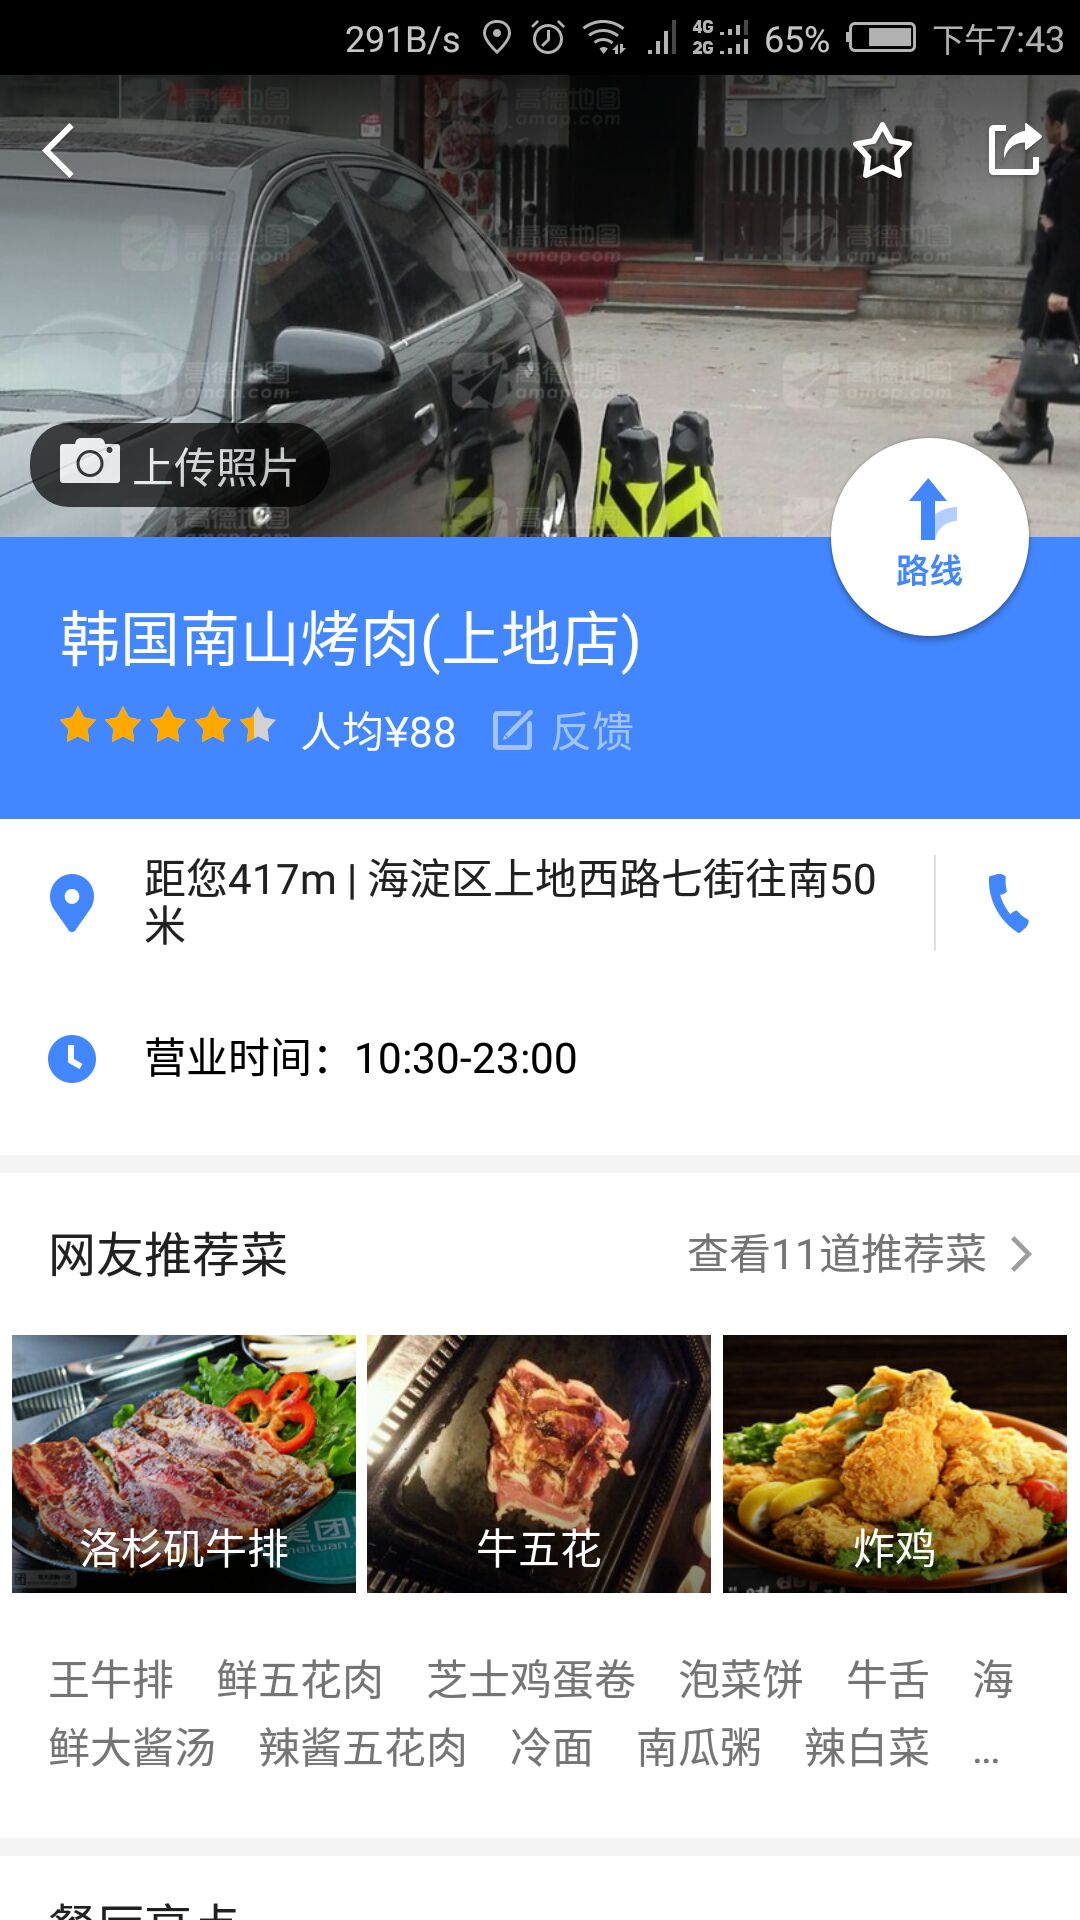 291B/s 4G 2G 65% 下午7:43
高德地图
amap.com
上传照片
路线
韩国南山烤肉(上地店)
人均¥88 反馈
距您417m | 海淀区上地西路七街往南50
米
营业时间：10:30-23:00
网友推荐菜 查看11道推荐菜
洛杉矶牛排 牛五花 炸鸡
王牛排 鲜五花肉 芝士鸡蛋卷 泡菜饼 牛舌 海
鲜大酱汤 辣酱五花肉 冷面 南瓜粥 辣白菜 ...
餐厅亮点